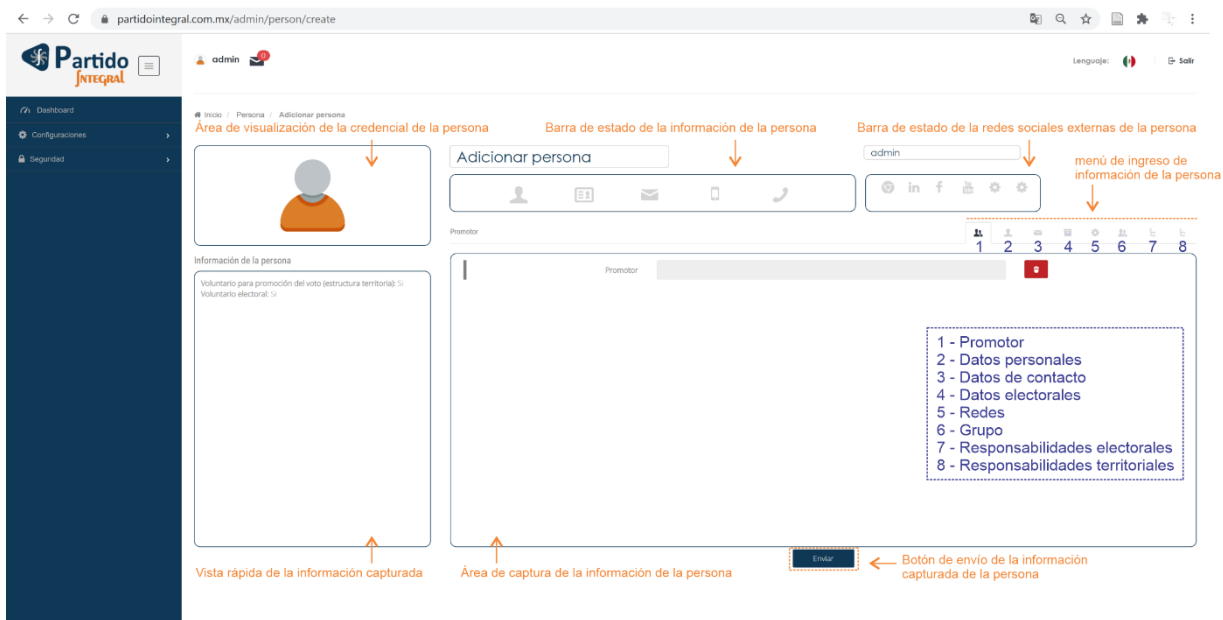 partidointegral.com.mx/admin/person/create
Partido
INTEGRAL
admin
0
Lenguaje:
Salir
Dashboard
Configuraciones
Seguridad
Inicio / Persona / Adicionar persona
Área de visualización de la credencial de la persona
Barra de estado de la información de la persona
Barra de estado de la redes sociales externas de la persona
Adicionar persona
admin
menú de ingreso de
información de la persona
Promotor
1 2 3 4 5 6 7 8
Información de la persona
Voluntario para promoción del voto (estructura territoria): Si
Voluntario electoral: Si
Promotor
1 - Promotor
2 - Datos personales
3 - Datos de contacto
4 - Datos electorales
5 - Redes
6 - Grupo
7 - Responsabilidades electorales
8 - Responsabilidades territoriales
Enviar
Vista rápida de la información capturada
Área de captura de la información de la persona
Botón de envío de la información
capturada de la persona